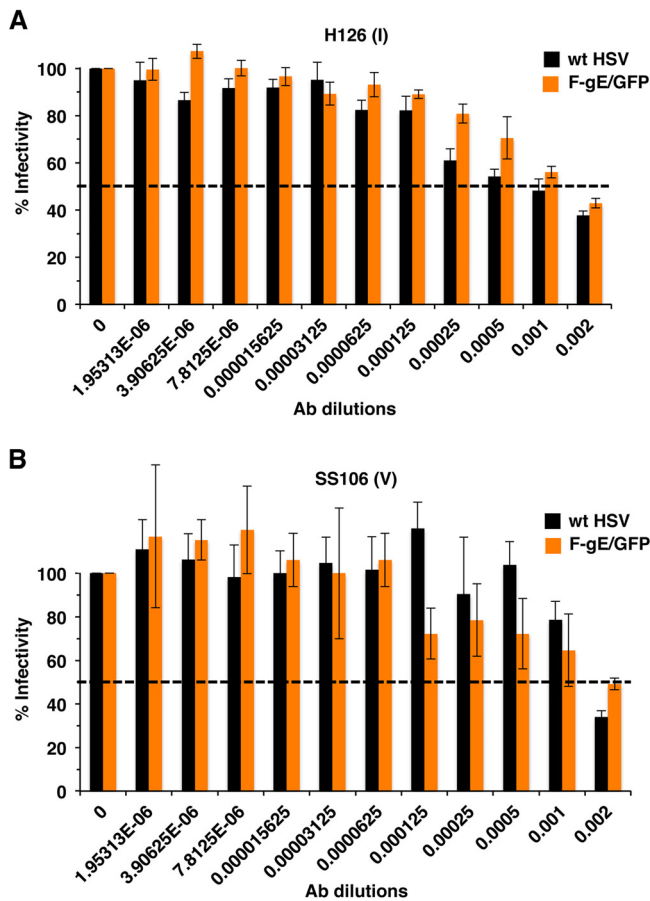 A
H126 (I)
wt HSV
F-gE/GFP
% Infectivity
100
80
60
40
20
0
0
1.95313E-06
3.90625E-06
7.8125E-06
0.000015625
0.00003125
0.0000625
0.000125
0.00025
0.0005
0.001
0.002
Ab dilutions
B
SS106 (V)
wt HSV
F-gE/GFP
% Infectivity
100
80
60
40
20
0
0
1.95313E-06
3.90625E-06
7.8125E-06
0.000015625
0.00003125
0.0000625
0.000125
0.00025
0.0005
0.001
0.002
Ab dilutions